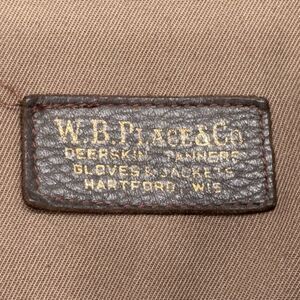 W.B. PLACE & CO
DEERSKIN TANNERS
GLOVES & JACKETS
HARTFORD, WIS